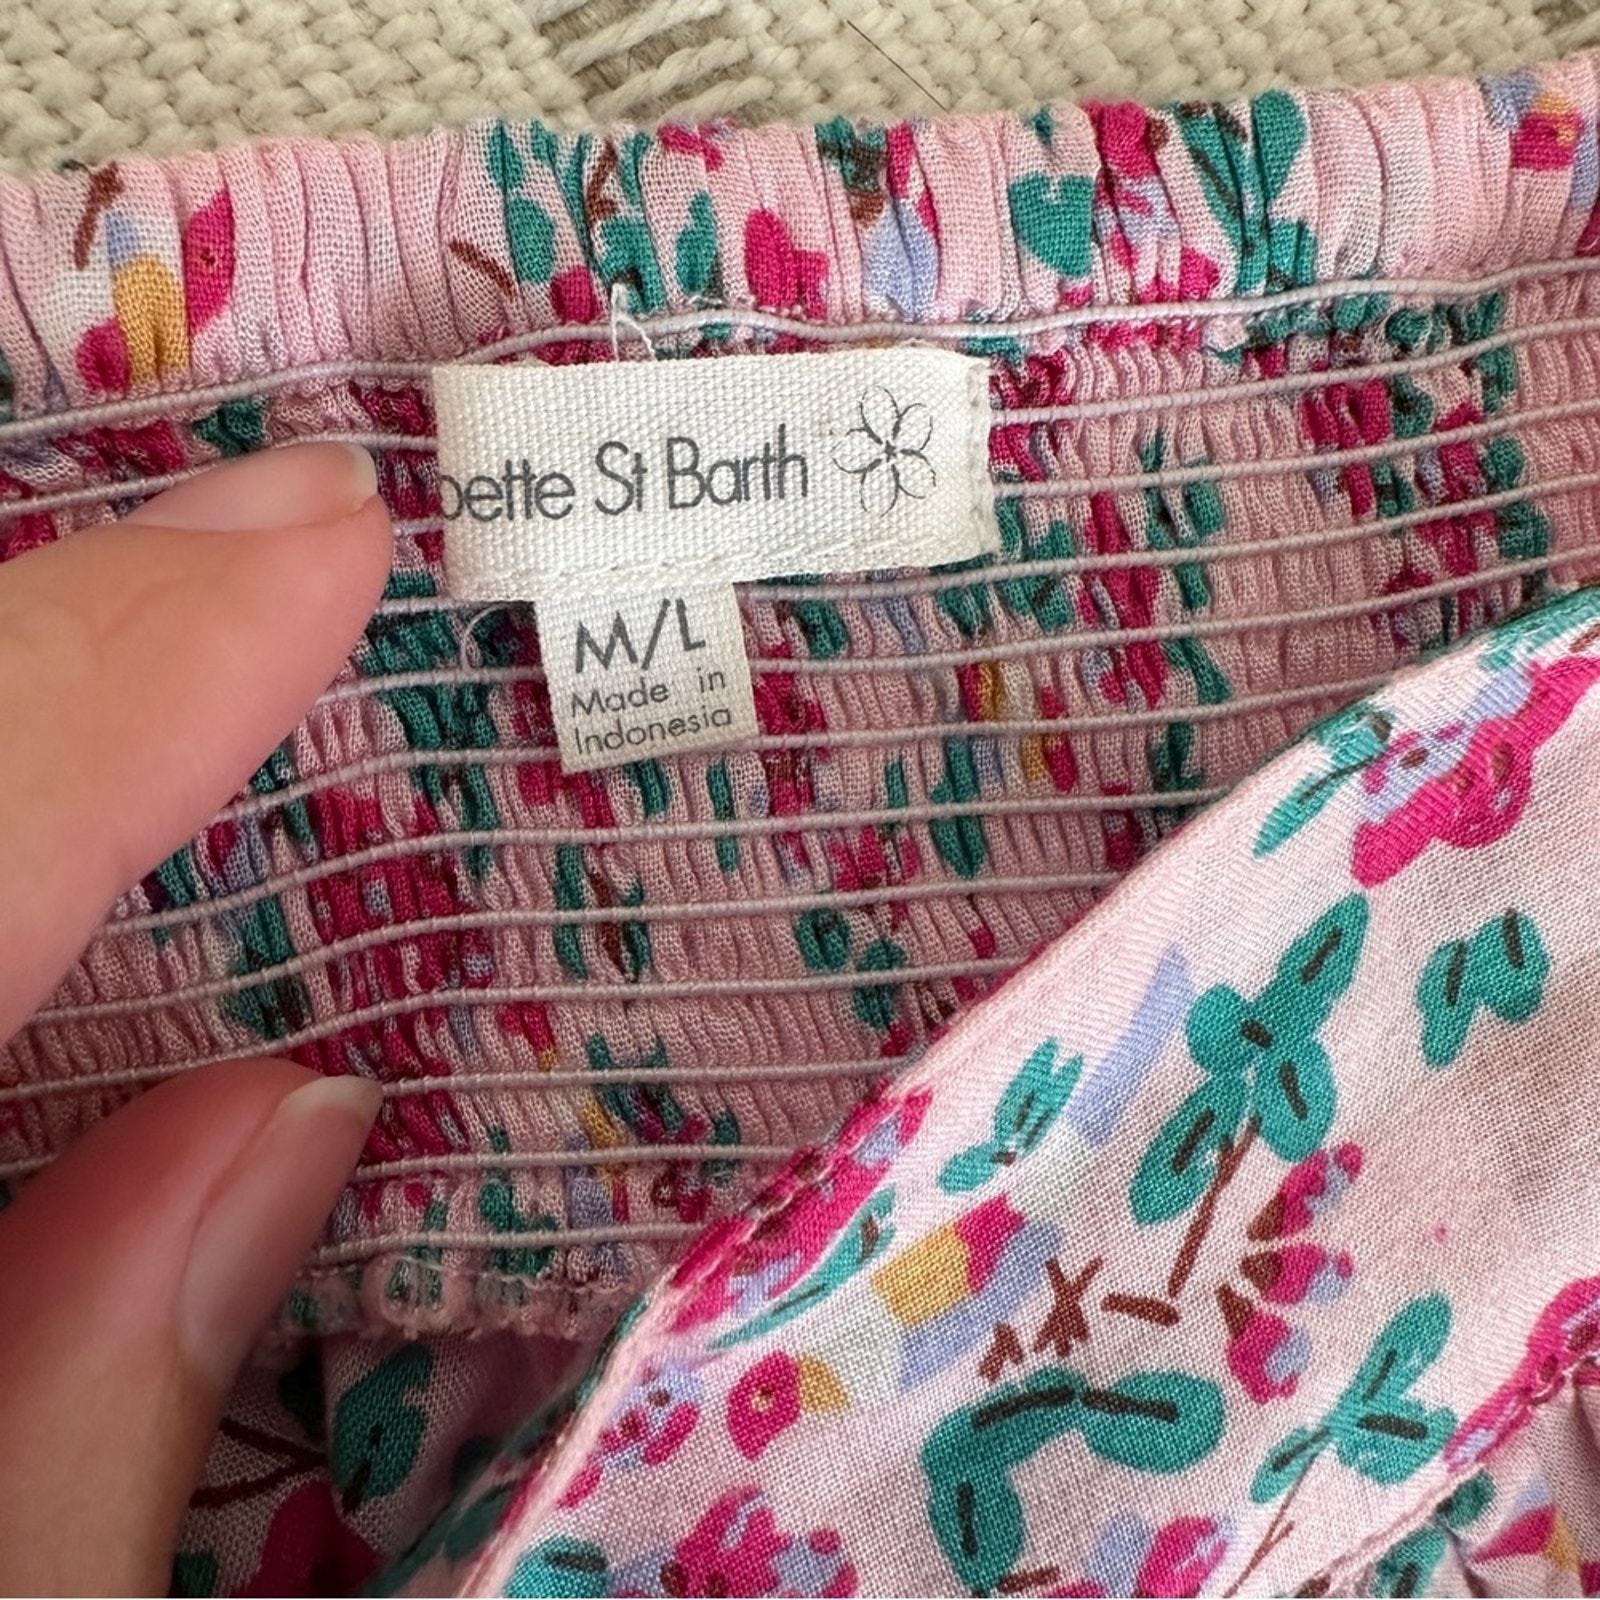 bette St Barth
M/L
Made in
Indonesia